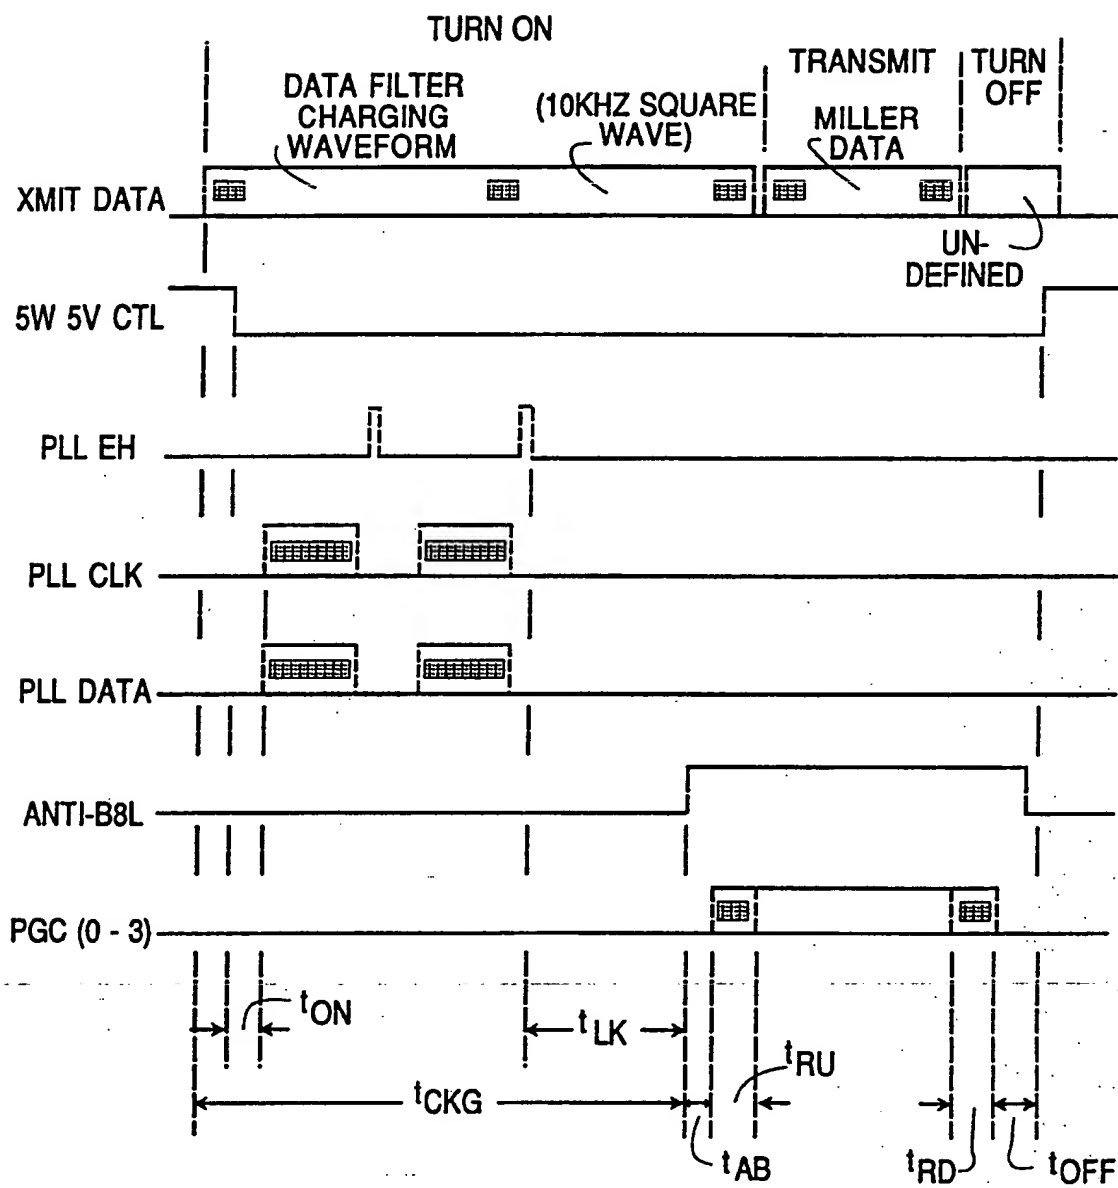 TURN ON
TRANSMIT
TURN
OFF
DATA FILTER
CHARGING
WAVEFORM
(10KHZ SQUARE
WAVE)
MILLER
DATA
XMIT DATA
UN-
DEFINED
5W 5V CTL
PLL EH
PLL CLK
PLL DATA
ANTI-B8L
PGC (0 - 3)
tON
tLK
tRU
tCKG
tAB
tRD
tOFF